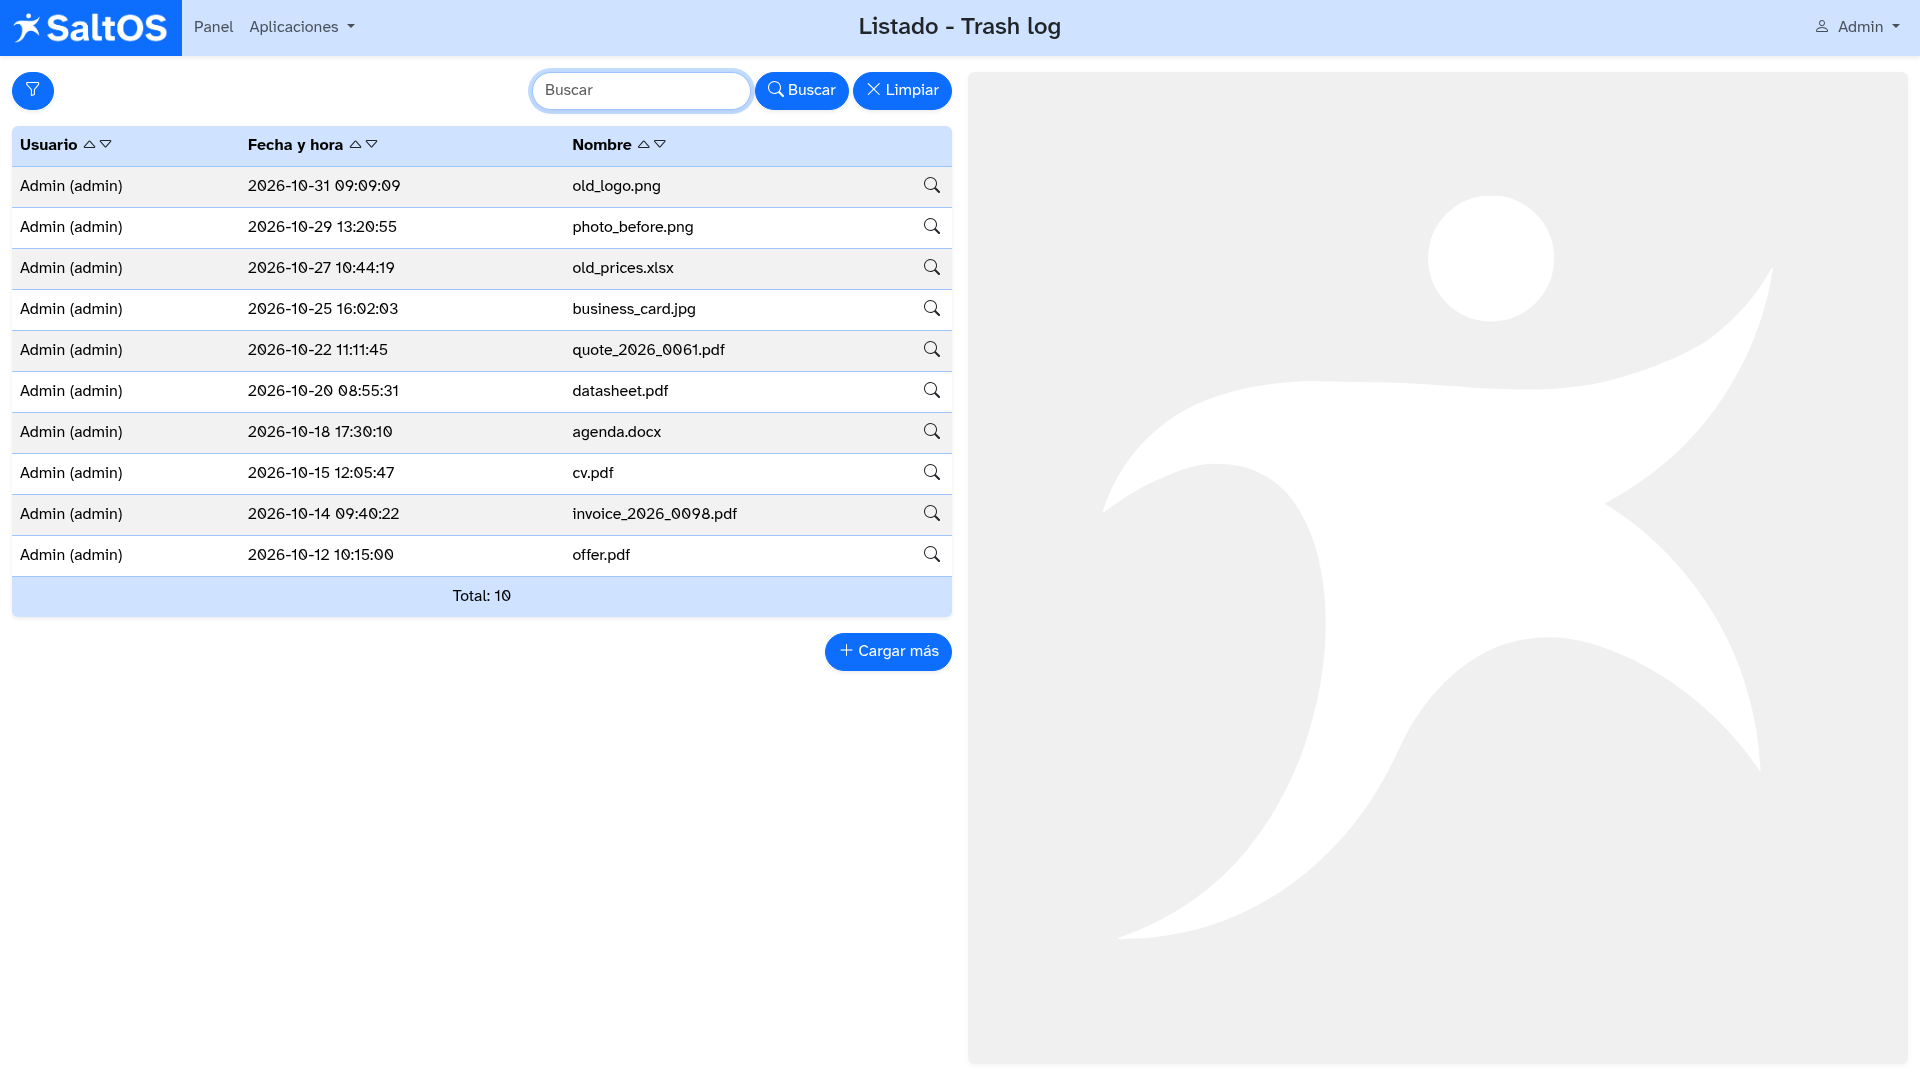 SaltOS Panel Aplicaciones Listado - Trash log Admin
Buscar Buscar Limpiar
Usuario Fecha y hora Nombre
Admin (admin) 2026-10-31 09:09:09 old_logo.png
Admin (admin) 2026-10-29 13:20:55 photo_before.png
Admin (admin) 2026-10-27 10:44:19 old_prices.xlsx
Admin (admin) 2026-10-25 16:02:03 business_card.jpg
Admin (admin) 2026-10-22 11:11:45 quote_2026_0061.pdf
Admin (admin) 2026-10-20 08:55:31 datasheet.pdf
Admin (admin) 2026-10-18 17:30:10 agenda.docx
Admin (admin) 2026-10-15 12:05:47 cv.pdf
Admin (admin) 2026-10-14 09:40:22 invoice_2026_0098.pdf
Admin (admin) 2026-10-12 10:15:00 offer.pdf
Total: 10
Cargar más